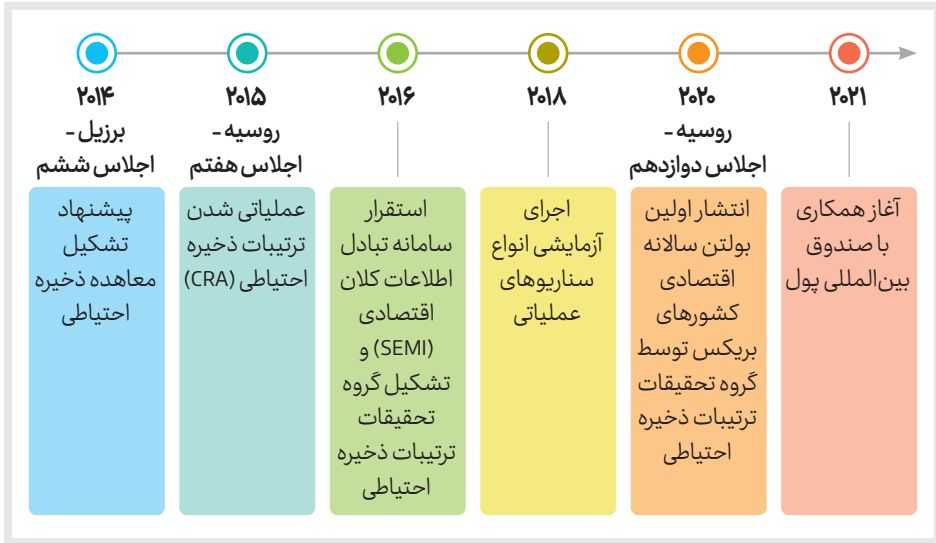 ۲۰۱۴
برزیل -
اجلاس ششم
پیشنهاد
تشکیل
معاهده ذخیره
احتیاطی
۲۰۱۵
روسیه -
اجلاس هفتم
عملیاتی شدن
ترتیبات ذخیره
احتیاطی (CRA)
۲۰۱۶
استقرار
سامانه تبادل
اطلاعات کلان
اقتصادی
(SEMI) و
تشکیل گروه
تحقیقات
ترتیبات ذخیره
احتیاطی
۲۰۱۸
اجرای
آزمایشی انواع
سناریوهای
عملیاتی
۲۰۲۰
روسیه -
اجلاس دوازدهم
انتشار اولین
بولتن سالانه
اقتصادی
کشورهای
بریکس توسط
گروه تحقیقات
ترتیبات ذخیره
احتیاطی
۲۰۲۱
آغاز همکاری
با صندوق
بین‌المللی پول